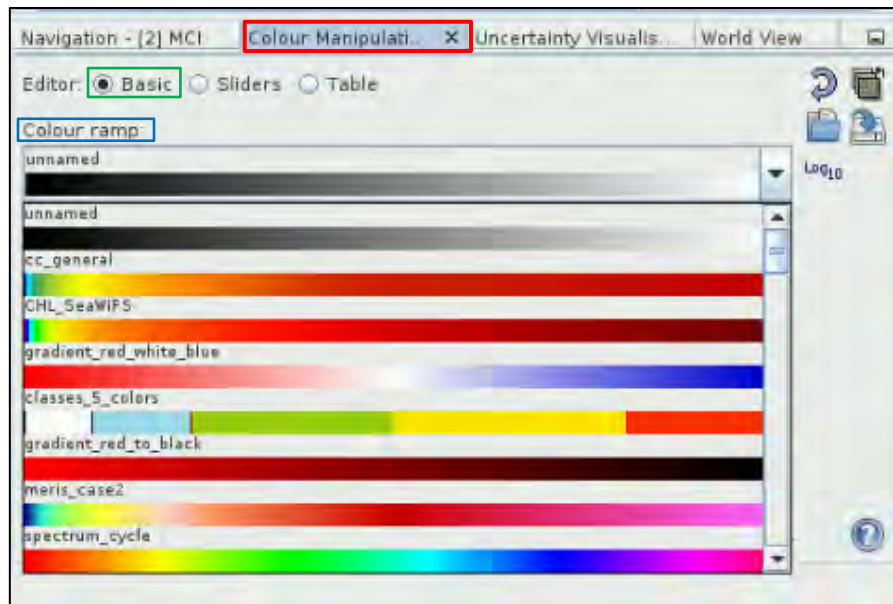 Navigation - [2] MCI
Colour Manipulati... X
Uncertainty Visualis...
World View
Editor: Basic Sliders Table
Colour ramp:
unnamed
Log10
unnamed
cc_general
CHL_SeaWiFS
gradient_red_white_blue
classes_5_colors
gradient_red_to_black
meris_case2
spectrum_cycle